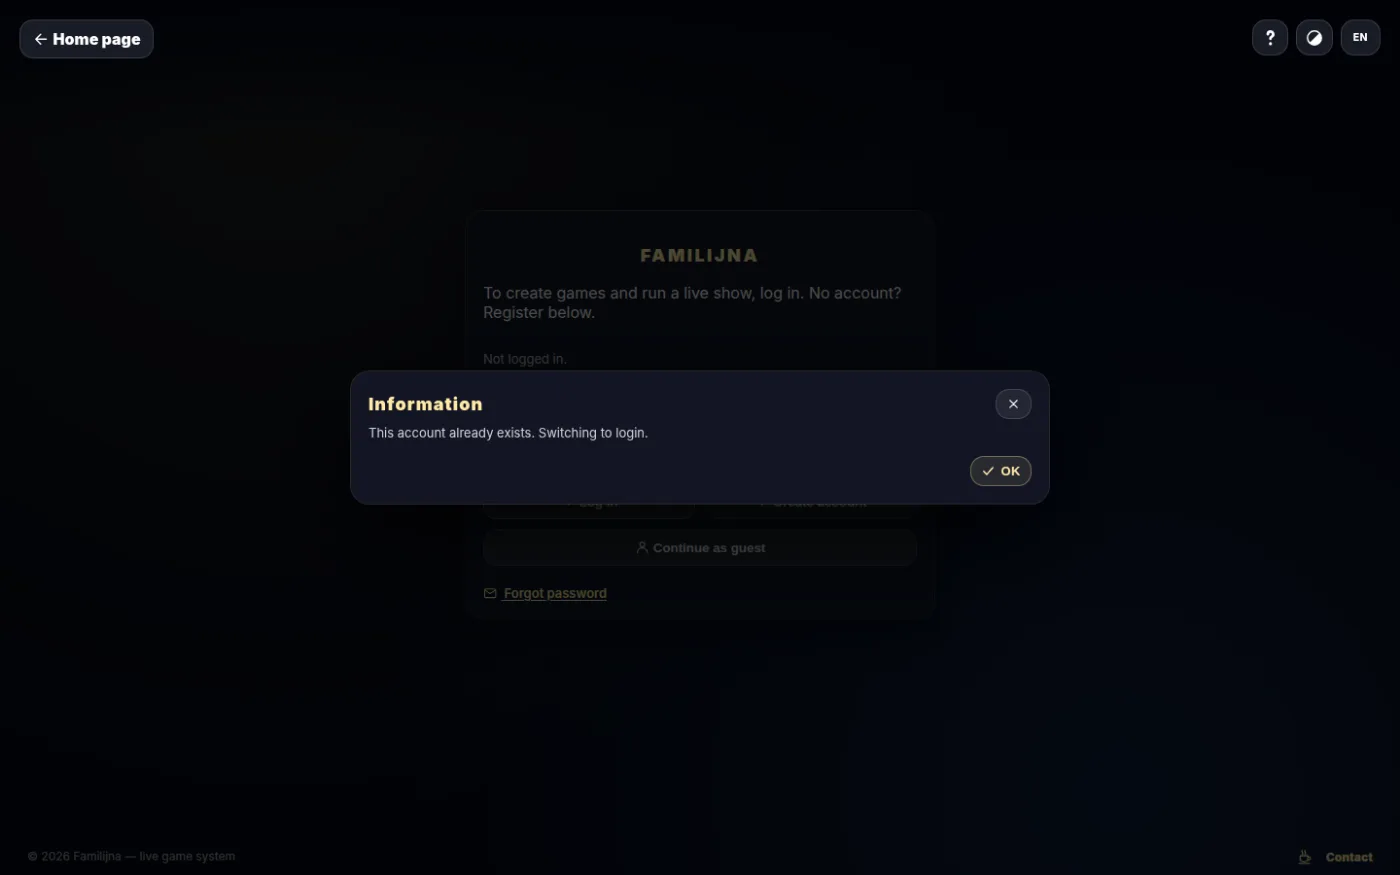 Home page
?
EN
FAMILIJNA
To create games and run a live show, log in. No account?
Register below.
Not logged in.
Information
This account already exists. Switching to login.
OK
Continue as guest
Forgot password
© 2026 Familijna — live game system
Contact